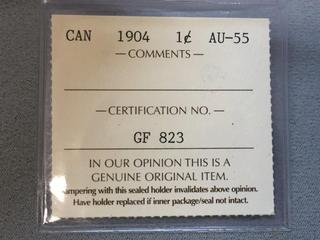 CAN 1904 1¢ AU-55
— COMMENTS —
— CERTIFICATION NO. —
GF 823
IN OUR OPINION THIS IS A
GENUINE ORIGINAL ITEM.
ampering with this sealed holder invalidates above opinion.
Have holder replaced if inner package/seal not intact.